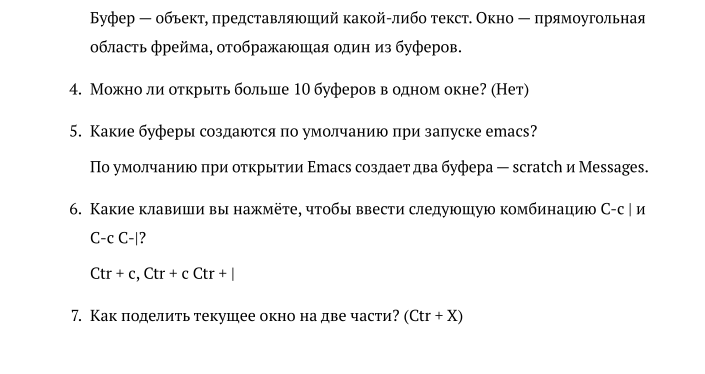 Буфер — объект, представляющий какой-либо текст. Окно — прямоугольная
область фрейма, отображающая один из буферов.
4. Можно ли открыть больше 10 буферов в одном окне? (Нет)
5. Какие буферы создаются по умолчанию при запуске emacs?
По умолчанию при открытии Emacs создает два буфера — scratch и Messages.
6. Какие клавиши вы нажмёте, чтобы ввести следующую комбинацию C-c | и
C-c C-|?
Ctr + c, Ctr + c Ctr + |
7. Как поделить текущее окно на две части? (Ctr + X)